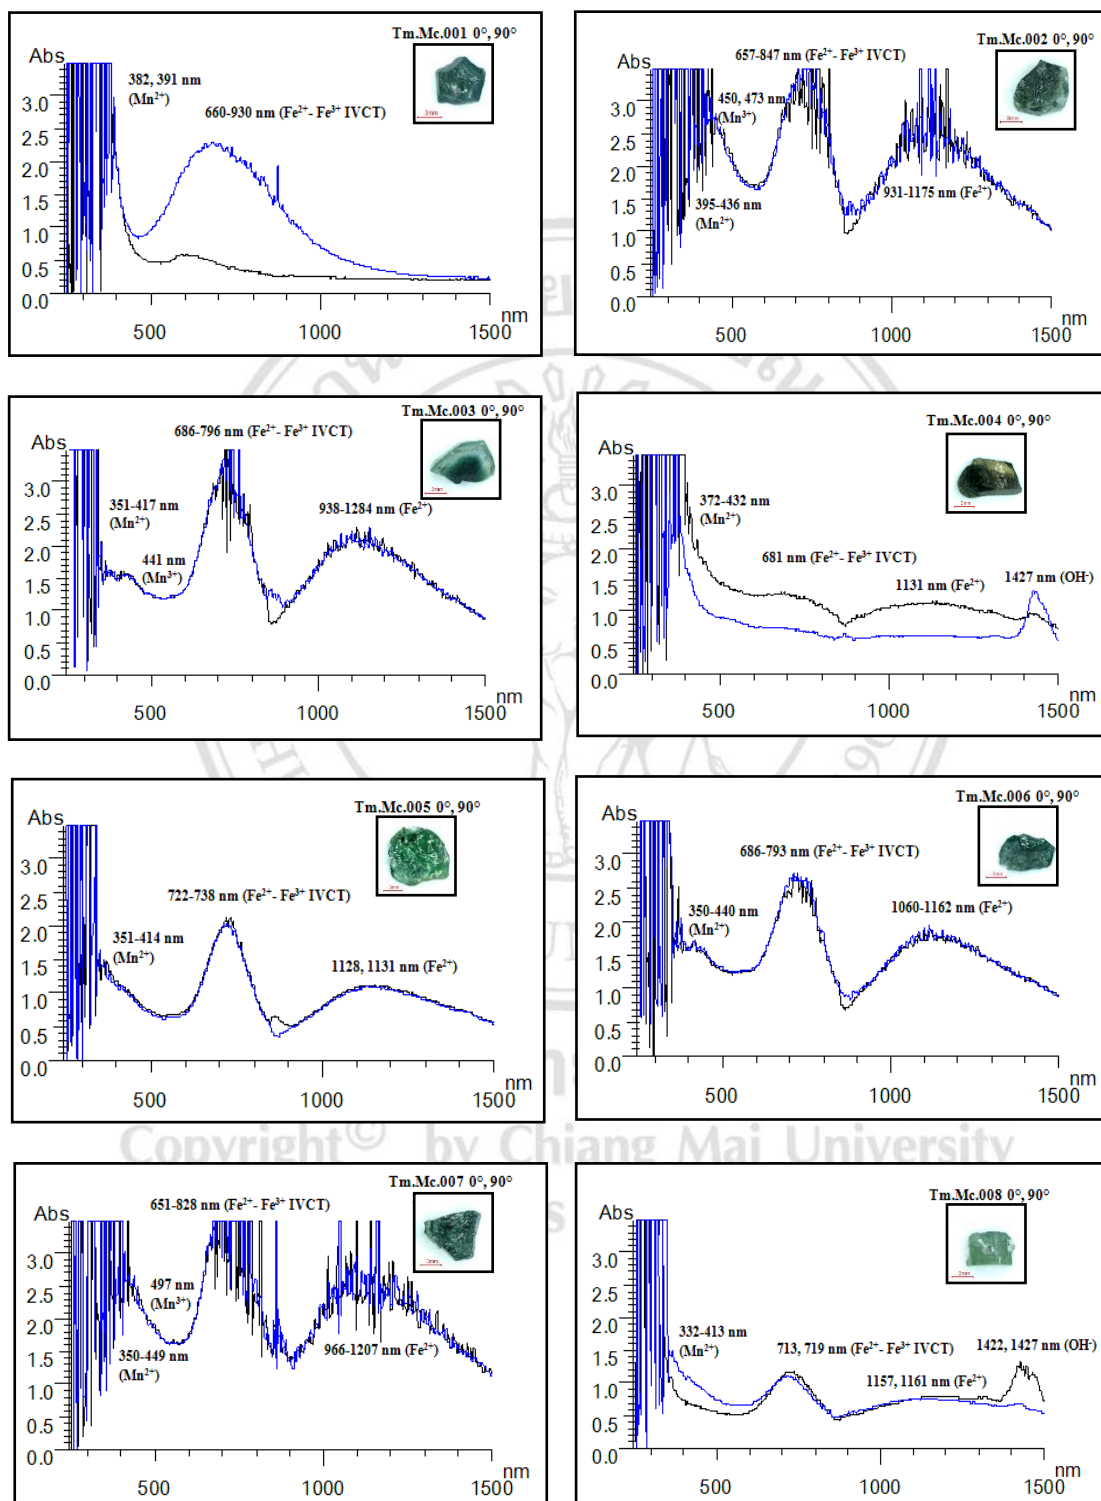 Tm.Mc.001 0°, 90°
Abs
382, 391 nm
(Mn²⁺)
660-930 nm (Fe²⁺- Fe³⁺ IVCT)
3.0
2.5
2.0
1.5
1.0
0.5
0.0
500
1000
1500
nm
Tm.Mc.002 0°, 90°
Abs
657-847 nm (Fe²⁺- Fe³⁺ IVCT)
450, 473 nm
(Mn³⁺)
395-436 nm
(Mn²⁺)
931-1175 nm (Fe²⁺)
3.0
2.5
2.0
1.5
1.0
0.5
0.0
500
1000
1500
nm
Tm.Mc.003 0°, 90°
Abs
686-796 nm (Fe²⁺- Fe³⁺ IVCT)
351-417 nm
(Mn²⁺)
441 nm
(Mn³⁺)
938-1284 nm (Fe²⁺)
3.0
2.5
2.0
1.5
1.0
0.5
0.0
500
1000
1500
nm
Tm.Mc.004 0°, 90°
Abs
372-432 nm
(Mn²⁺)
681 nm (Fe²⁺- Fe³⁺ IVCT)
1131 nm (Fe²⁺)
1427 nm (OH⁻)
3.0
2.5
2.0
1.5
1.0
0.5
0.0
500
1000
1500
nm
Tm.Mc.005 0°, 90°
Abs
722-738 nm (Fe²⁺- Fe³⁺ IVCT)
351-414 nm
(Mn²⁺)
1128, 1131 nm (Fe²⁺)
3.0
2.5
2.0
1.5
1.0
0.5
0.0
500
1000
1500
nm
Tm.Mc.006 0°, 90°
Abs
686-793 nm (Fe²⁺- Fe³⁺ IVCT)
350-440 nm
(Mn²⁺)
1060-1162 nm (Fe²⁺)
3.0
2.5
2.0
1.5
1.0
0.5
0.0
500
1000
1500
nm
Copyright© by Chiang Mai University
Tm.Mc.007 0°, 90°
Abs
651-828 nm (Fe²⁺- Fe³⁺ IVCT)
497 nm
(Mn³⁺)
350-449 nm
(Mn²⁺)
966-1207 nm (Fe²⁺)
3.0
2.5
2.0
1.5
1.0
0.5
0.0
500
1000
1500
nm
Tm.Mc.008 0°, 90°
Abs
332-413 nm
(Mn²⁺)
713, 719 nm (Fe²⁺- Fe³⁺ IVCT)
1157, 1161 nm (Fe²⁺)
1422, 1427 nm (OH⁻)
3.0
2.5
2.0
1.5
1.0
0.5
0.0
500
1000
1500
nm